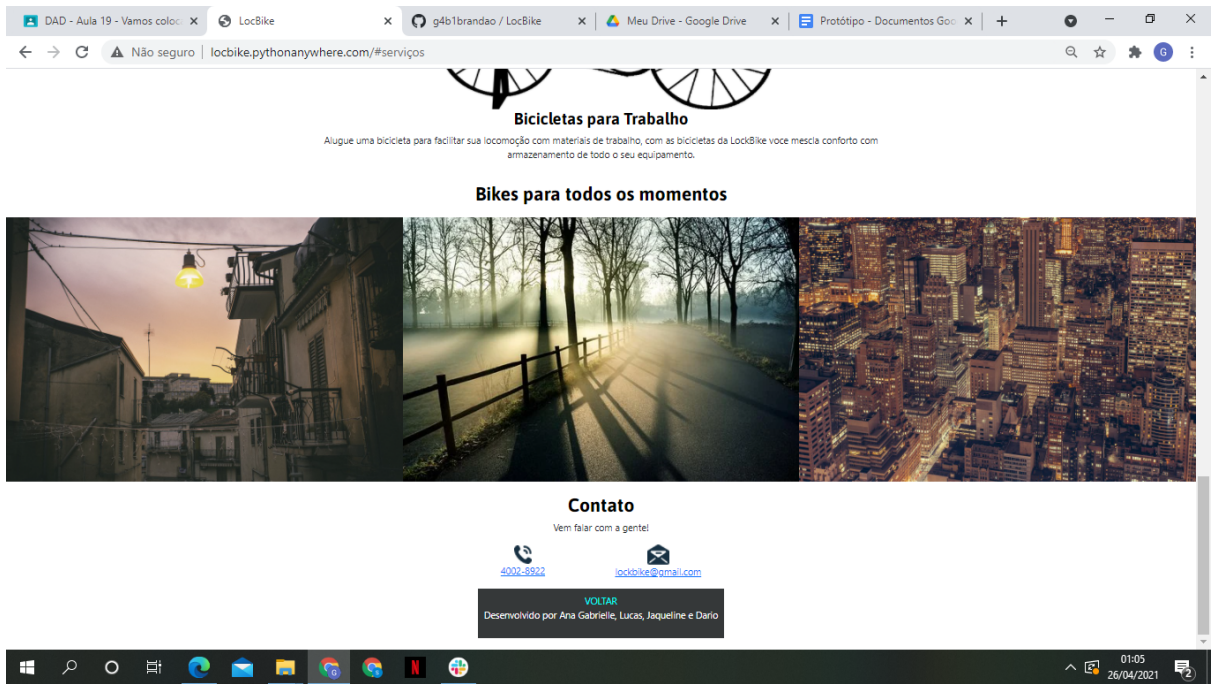 DAD - Aula 19 - Vamos coloc
LocBike
g4b1brandao / LocBike
Meu Drive - Google Drive
Protótipo - Documentos Goo
Não seguro
locbike.pythonanywhere.com/#serviços
G
Bicicletas para Trabalho
Alugue uma bicicleta para facilitar sua locomoção com materiais de trabalho, com as bicicletas da LockBike voce mescla conforto com
armazenamento de todo o seu equipamento.
Bikes para todos os momentos
Contato
Vem falar com a gente!
4002-8922
lockbike@gmail.com
VOLTAR
Desenvolvido por Ana Gabrielle, Lucas, Jaqueline e Dario
01:05
26/04/2021
2